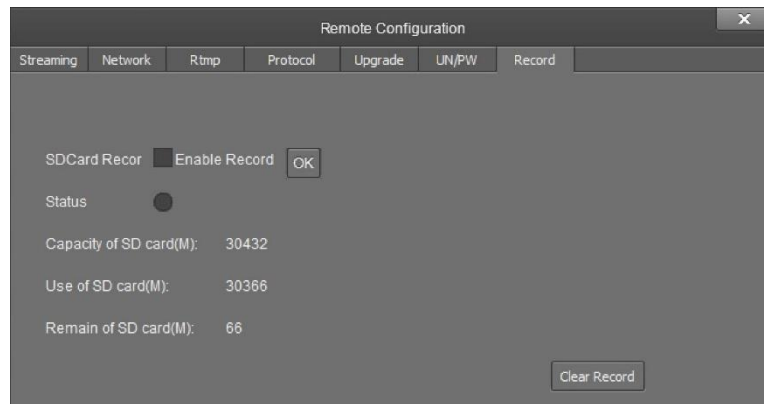 Remote Configuration
X
Streaming Network Rtmp Protocol Upgrade UN/PW Record
SDCard Recor Enable Record OK
Status
Capacity of SD card(M): 30432
Use of SD card(M): 30366
Remain of SD card(M): 66
Clear Record